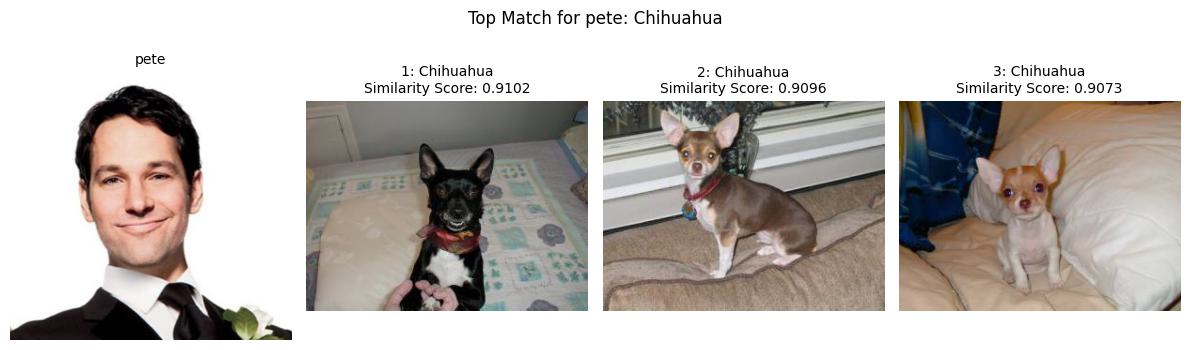 Top Match for pete: Chihuahua
pete
1: Chihuahua
Similarity Score: 0.9102
2: Chihuahua
Similarity Score: 0.9096
3: Chihuahua
Similarity Score: 0.9073